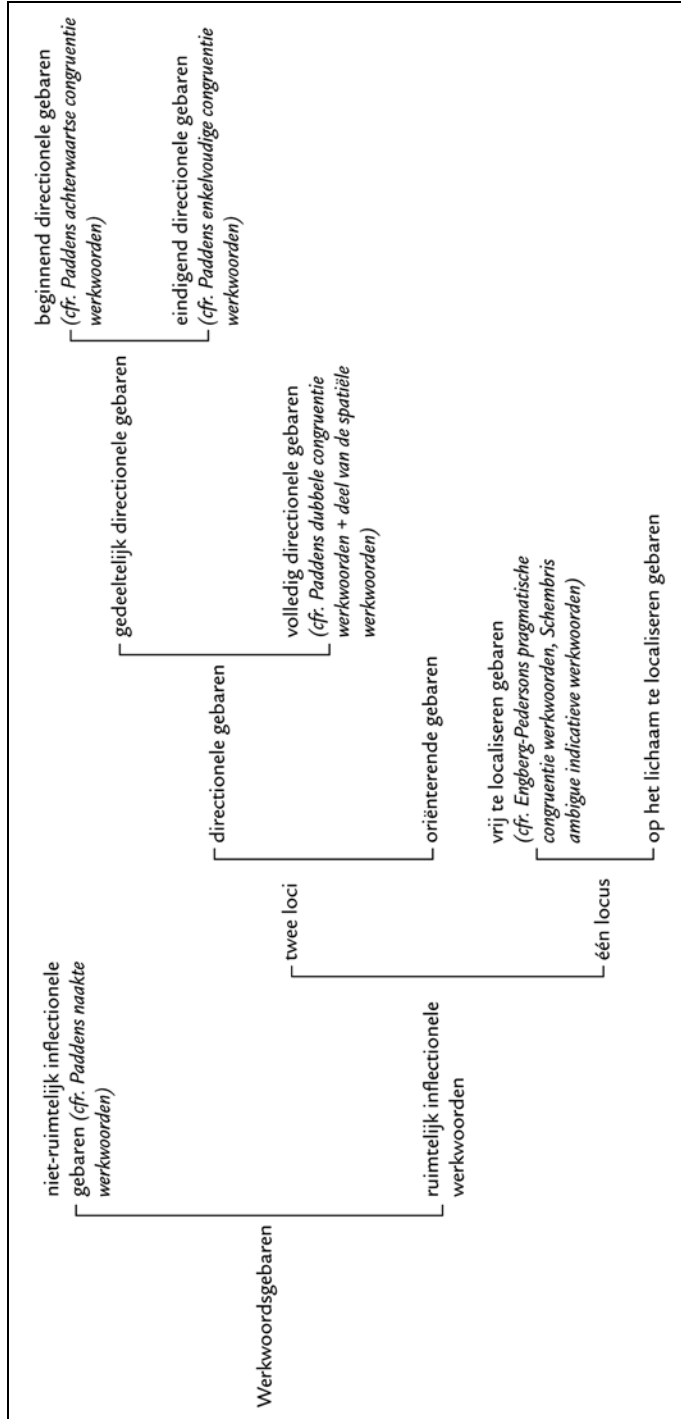 Werkwoordsgebaren
niet-ruimtelijk inflectionele
gebaren (cfr. Paddens naakte
werkwoorden)
ruimtelijk inflectionele
werkwoorden
twee loci
één locus
directionele gebaren
oriënterende gebaren
vrij te localiseren gebaren
(cfr. Engberg-Pedersons pragmatische
congruentie werkwoorden, Schembris
ambigue indicatieve werkwoorden)
op het lichaam te localiseren gebaren
gedeeltelijk directionele gebaren
volledig directionele gebaren
(cfr. Paddens dubbele congruentie
werkwoorden + deel van de spatiële
werkwoorden)
beginnend directionele gebaren
(cfr. Paddens achterwaartse congruentie
werkwoorden)
eindigend directionele gebaren
(cfr. Paddens enkelvoudige congruentie
werkwoorden)